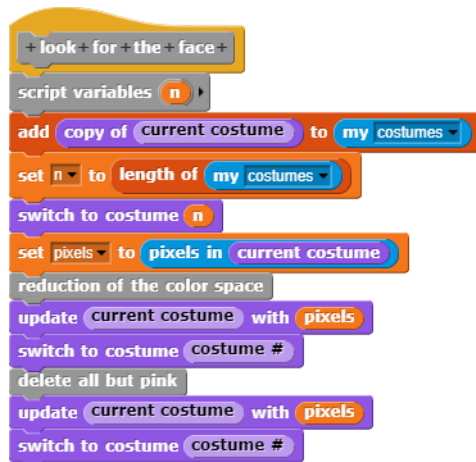 +look+for+the+face+
script variables n
add copy of current costume to my costumes
set n to length of my costumes
switch to costume n
set pixels to pixels in current costume
reduction of the color space
update current costume with pixels
switch to costume costume #
delete all but pink
update current costume with pixels
switch to costume costume #